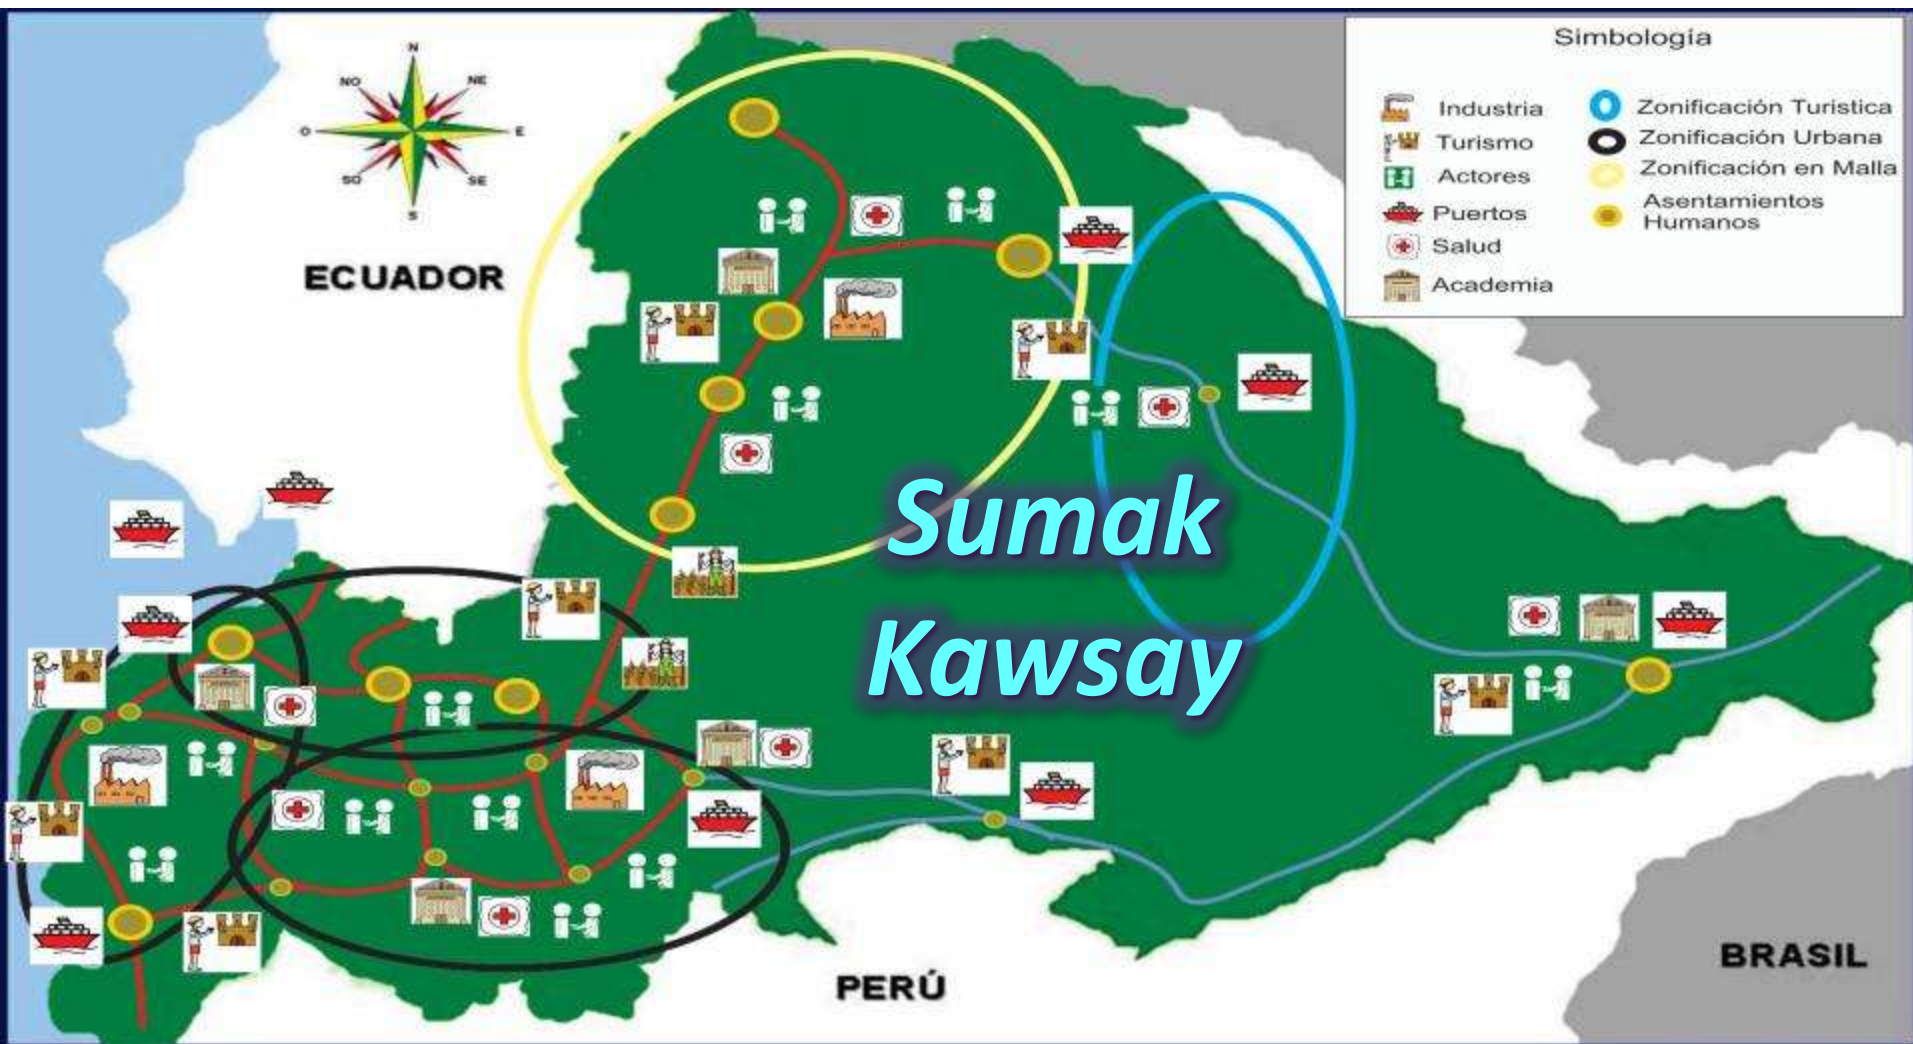 Simbología
Industria
Turismo
Actores
Puertos
Salud
Academia
Zonificación Turistica
Zonificación Urbana
Zonificación en Malla
Asentamientos
Humanos
N
NO
NE
O
E
SO
SE
S
ECUADOR
Sumak
Kawsay
PERÚ
BRASIL